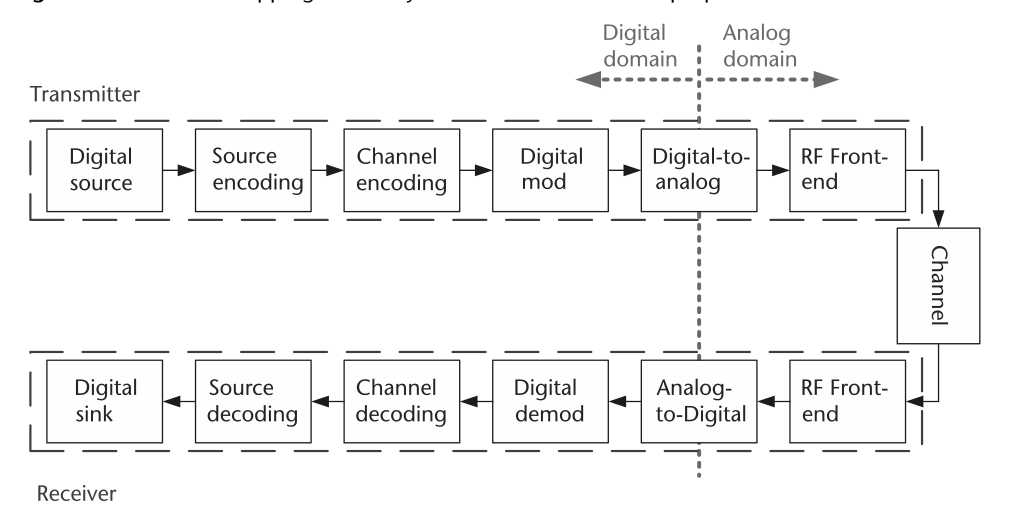 Digital
domain
Analog
domain
Transmitter
Digital
source
Source
encoding
Channel
encoding
Digital
mod
Digital-to-
analog
RF Front-
end
Channel
Digital
sink
Source
decoding
Channel
decoding
Digital
demod
Analog-
to-Digital
RF Front-
end
Receiver